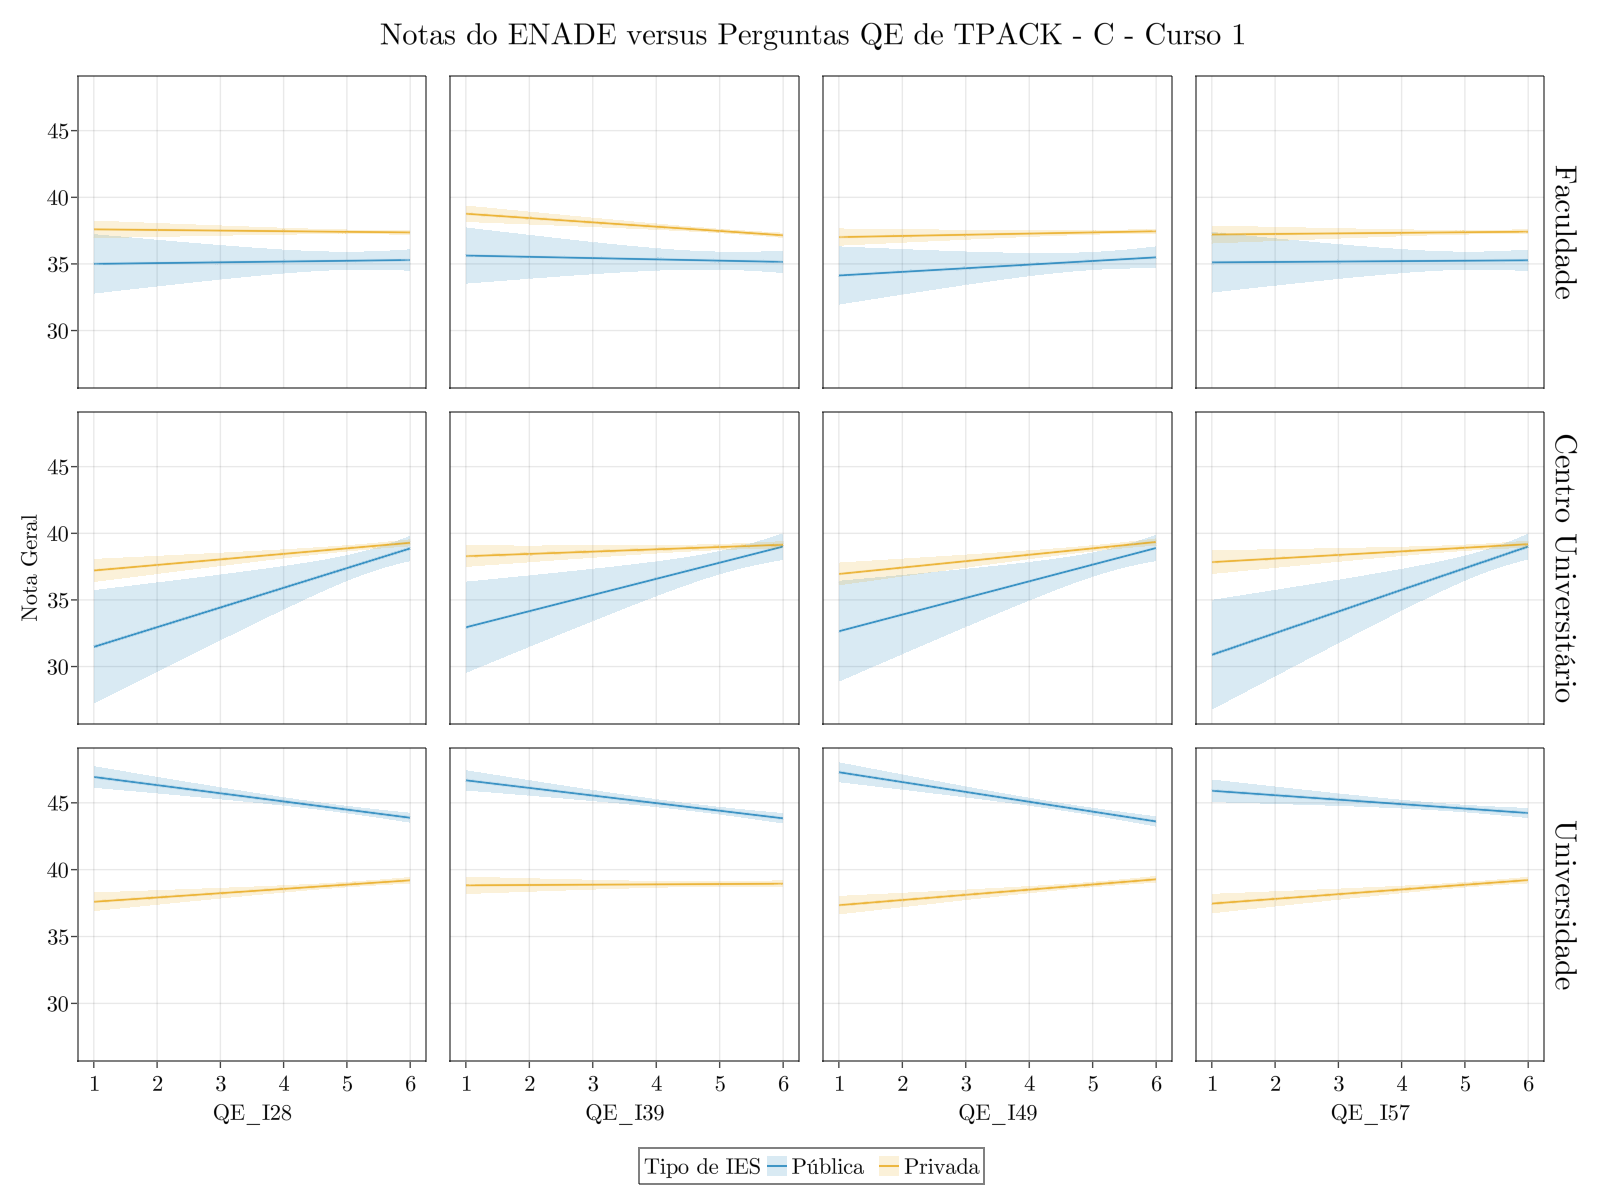 Notas do ENADE versus Perguntas QE de TPACK - C - Curso 1
45
40
35
30
Faculdade
45
40
35
30
Nota Geral
Centro Universitário
45
40
35
30
Universidade
1 2 3 4 5 6 1 2 3 4 5 6 1 2 3 4 5 6 1 2 3 4 5 6
QE_I28 QE_I39 QE_I49 QE_I57
Tipo de IES Pública Privada